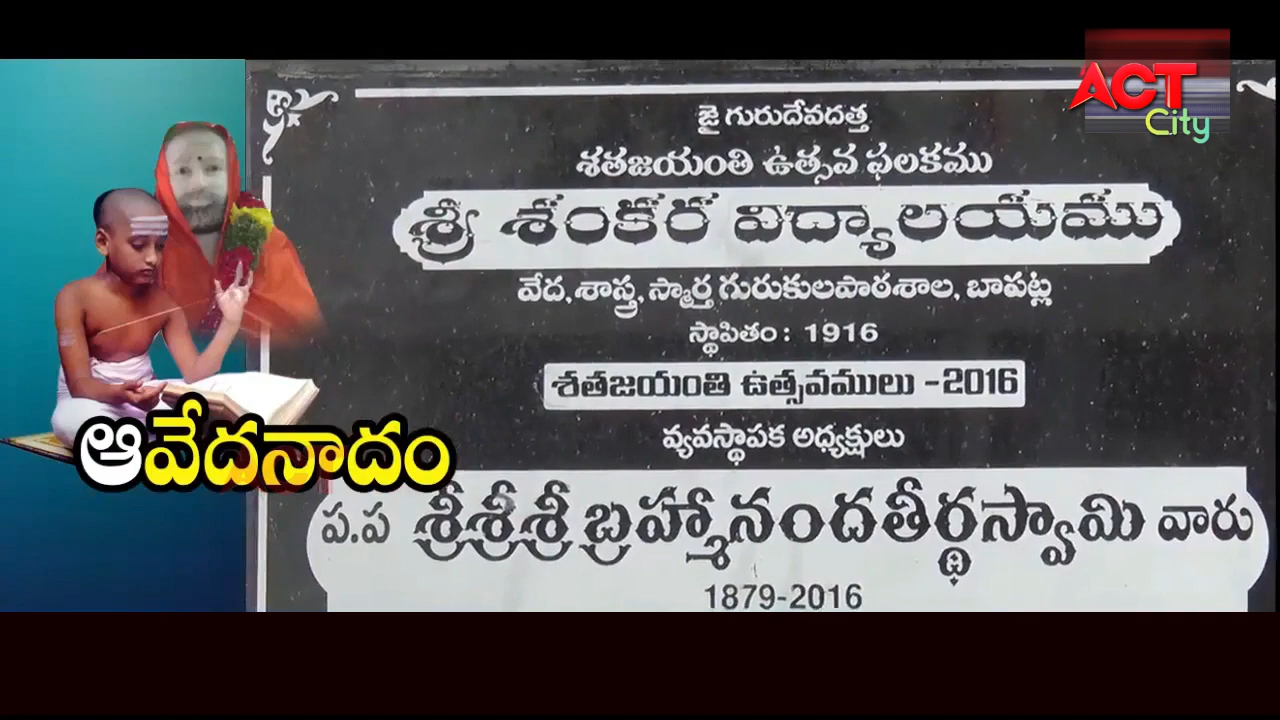 ACT
City
జై గురుదేవదత్త
శతజయంతి ఉత్సవ ఫలకము
శ్రీ శంకర విద్యాలయము
వేద, శాస్త్ర, స్మార్త గురుకులపాఠశాల, బాపట్ల
స్థాపితం : 1916
శతజయంతి ఉత్సవములు -2016
వ్యవస్థాపక అధ్యక్షులు
ఆవేదనాదం
ప.ప శ్రీశ్రీశ్రీ బ్రహ్మానందతీర్థస్వామి వారు
1879-2016